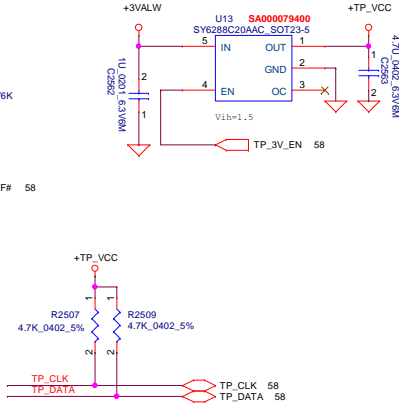 +3VALW
+TP_VCC
U13 SA000079400
SY6288C20AAC_SOT23-5
5 IN OUT 1
GND 2
4 EN OC 3
Vih=1.5
2
1U_0201_6.3V6M
C2562
1
1
4.7U_0402_6.3V6M
C2563
2
6K
TP_3V_EN 58
F# 58
+TP_VCC
1 1
R2507 R2509
4.7K_0402_5% 4.7K_0402_5%
2 2
TP_CLK TP_CLK 58
TP_DATA TP_DATA 58